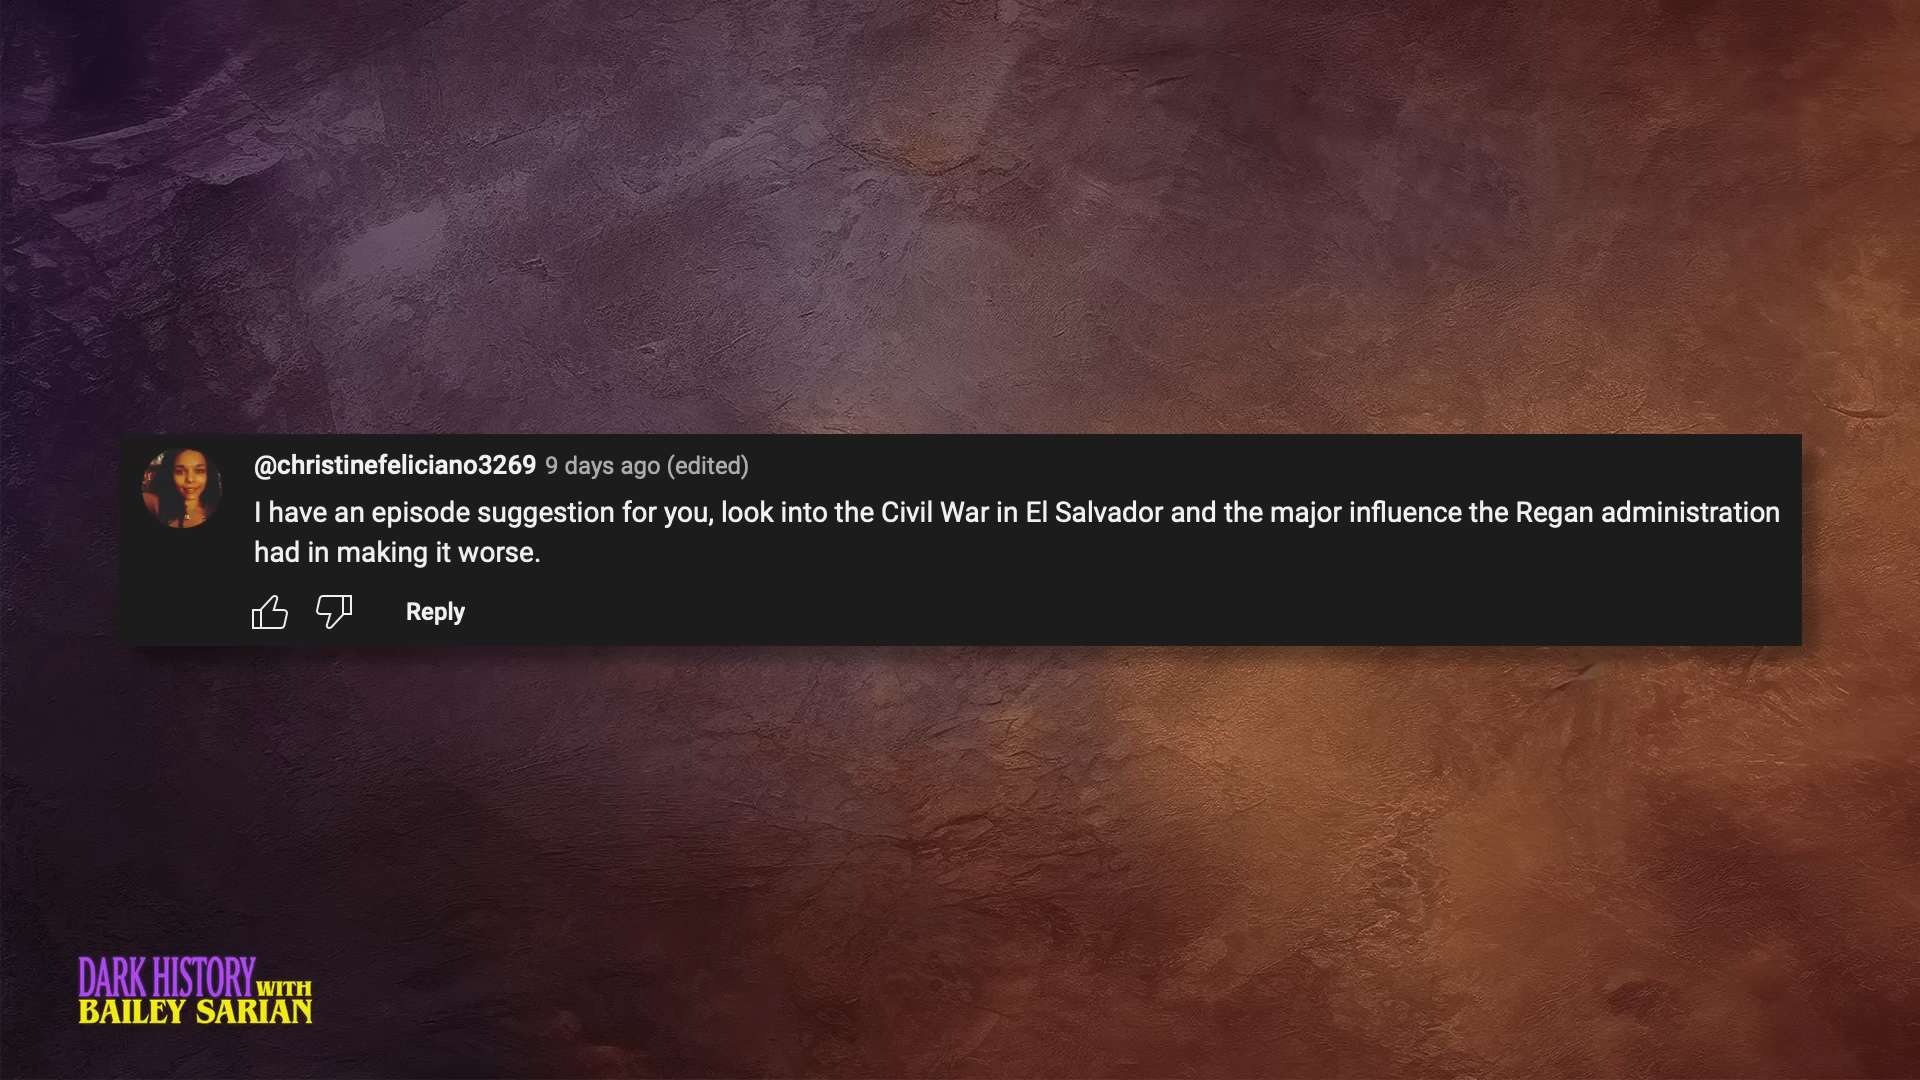 @christinefeliciano3269 9 days ago (edited)
I have an episode suggestion for you, look into the Civil War in El Salvador and the major influence the Regan administration
had in making it worse.
Reply
DARK HISTORY WITH
BAILEY SARIAN